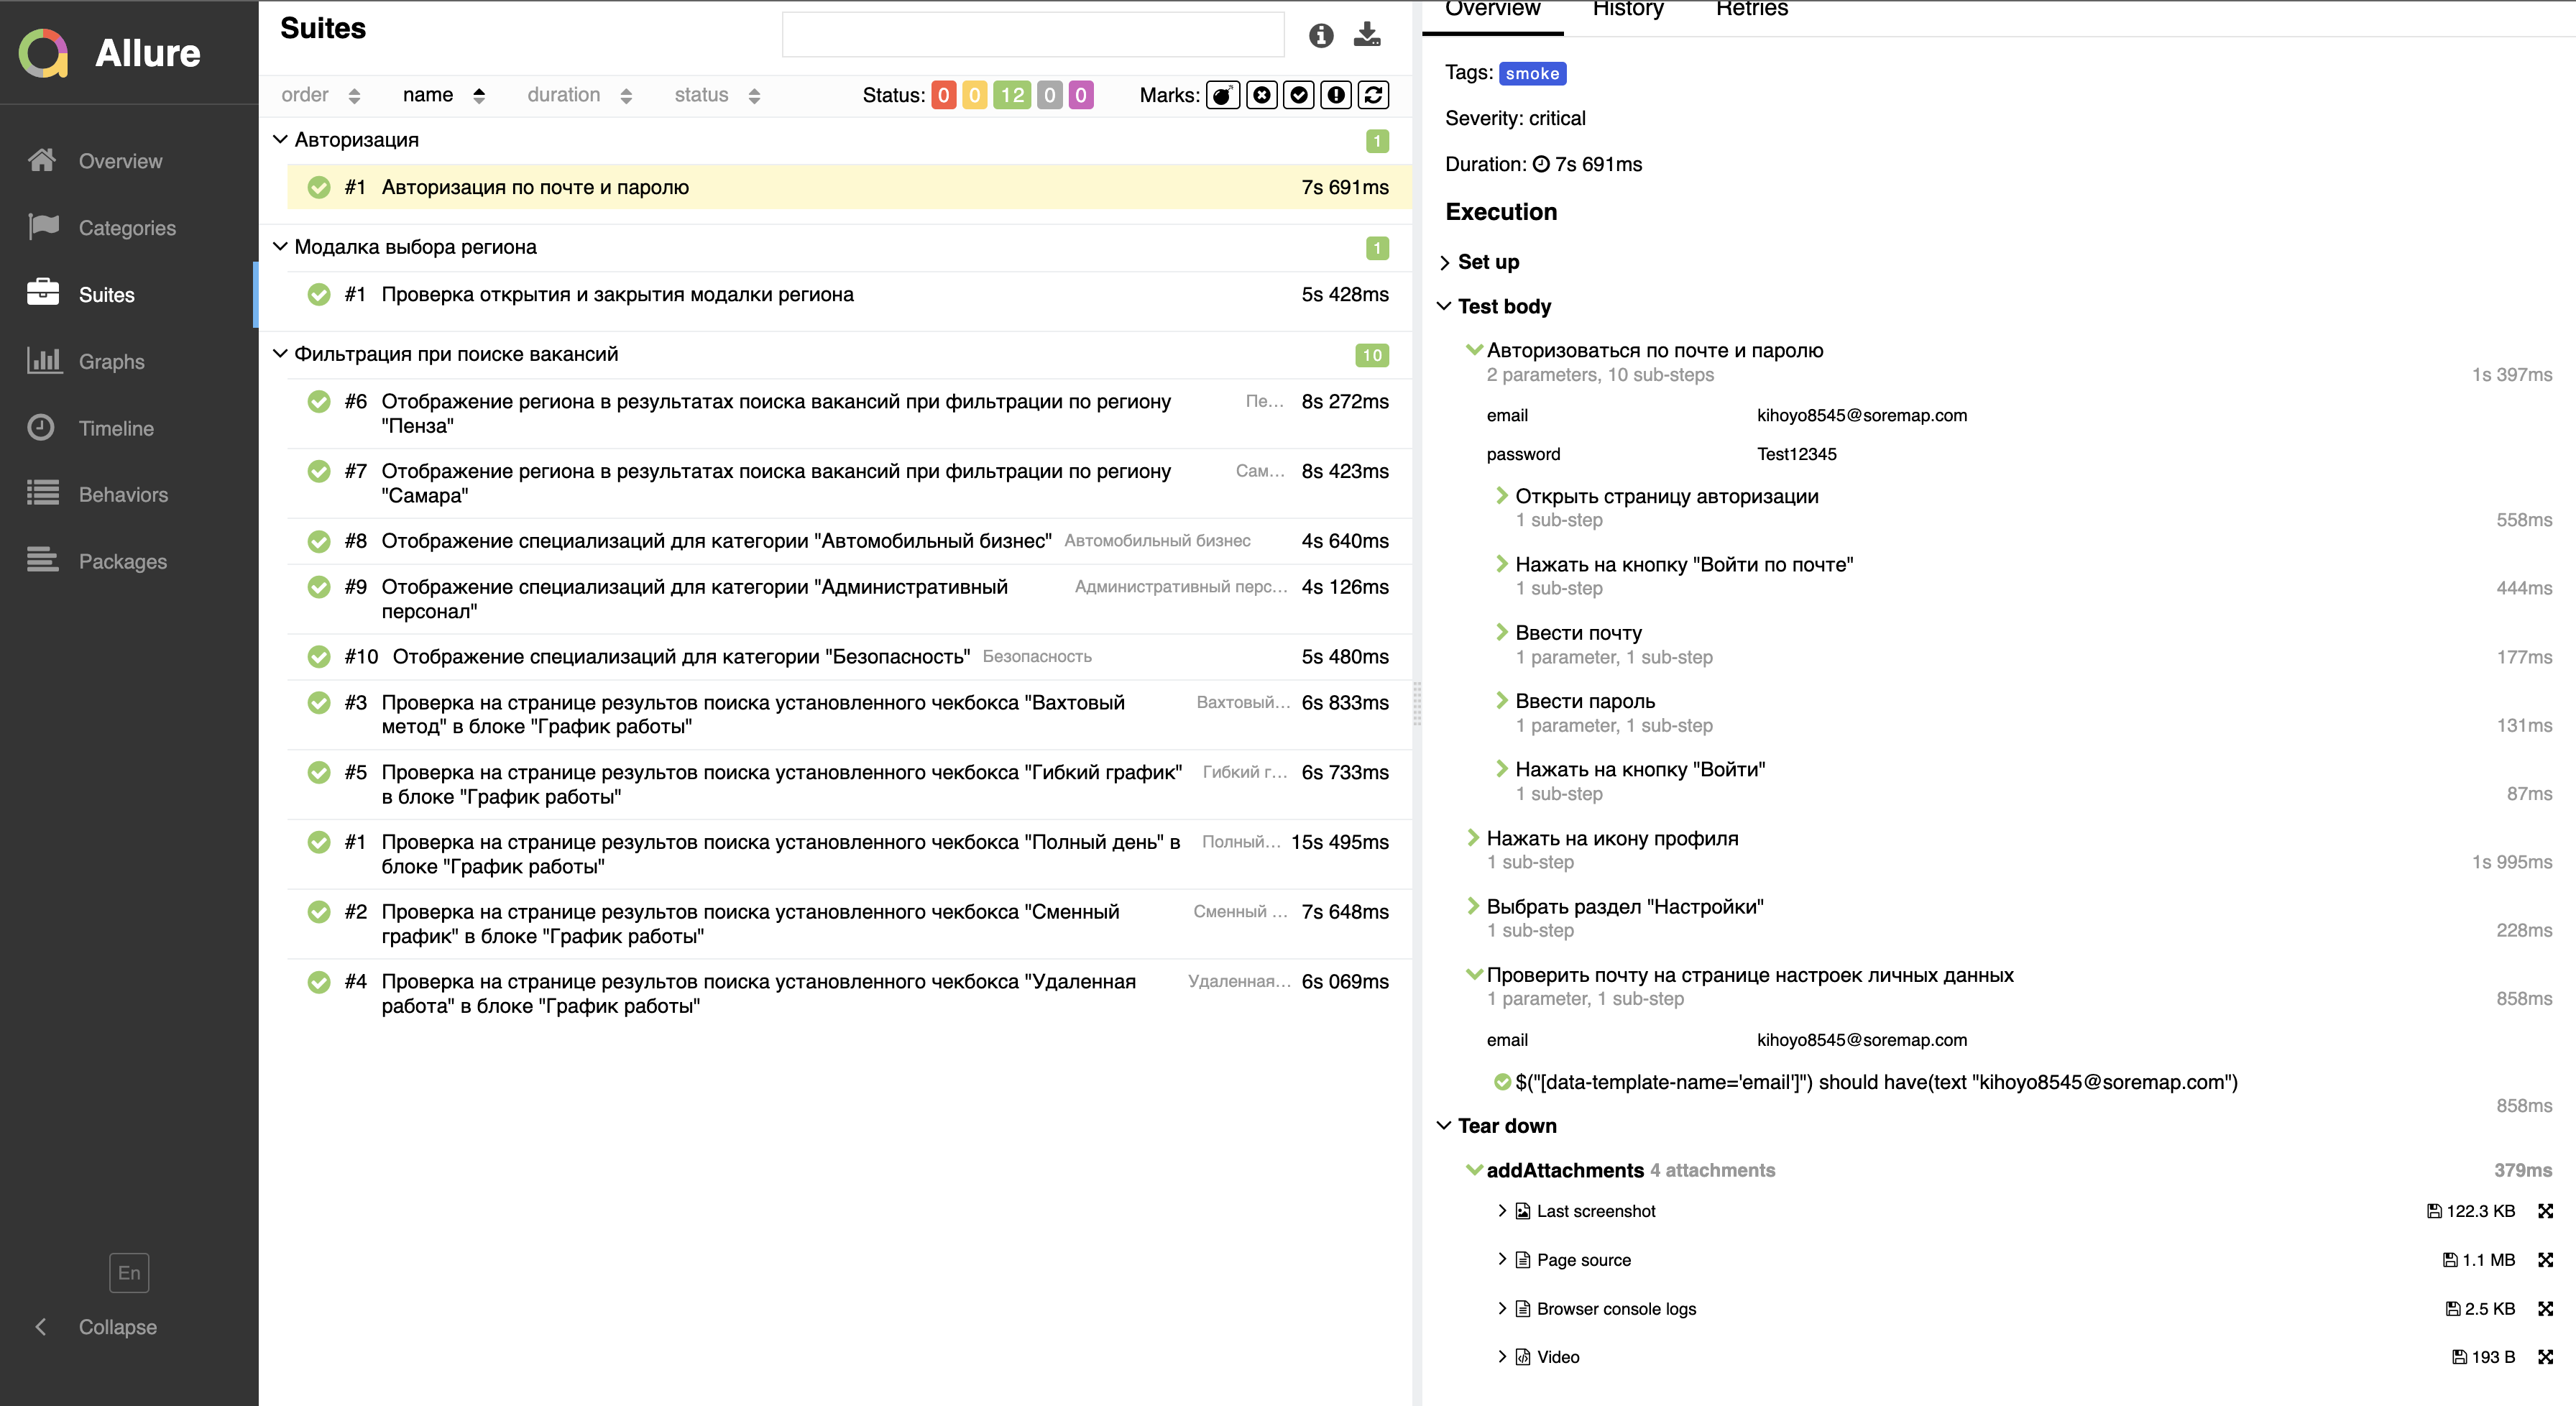 Allure
Overview
Categories
Suites
Graphs
Timeline
Behaviors
Packages
En
Collapse
Suites
order name duration status Status: 0 0 12 0 0 Marks:
Авторизация 1
#1 Авторизация по почте и паролю 7s 691ms
Модалка выбора региона 1
#1 Проверка открытия и закрытия модалки региона 5s 428ms
Фильтрация при поиске вакансий 10
#6 Отображение региона в результатах поиска вакансий при фильтрации по региону Пе... 8s 272ms
"Пенза"
#7 Отображение региона в результатах поиска вакансий при фильтрации по региону Сам... 8s 423ms
"Самара"
#8 Отображение специализаций для категории "Автомобильный бизнес" Автомобильный бизнес 4s 640ms
#9 Отображение специализаций для категории "Административный Административный перс... 4s 126ms
персонал"
#10 Отображение специализаций для категории "Безопасность" Безопасность 5s 480ms
#3 Проверка на странице результов поиска установленного чекбокса "Вахтовый Вахтовый... 6s 833ms
метод" в блоке "График работы"
#5 Проверка на странице результов поиска установленного чекбокса "Гибкий график" Гибкий г... 6s 733ms
в блоке "График работы"
#1 Проверка на странице результов поиска установленного чекбокса "Полный день" в Полный... 15s 495ms
блоке "График работы"
#2 Проверка на странице результов поиска установленного чекбокса "Сменный Сменный ... 7s 648ms
график" в блоке "График работы"
#4 Проверка на странице результов поиска установленного чекбокса "Удаленная Удаленная... 6s 069ms
работа" в блоке "График работы"
Overview History Retries
Tags: smoke
Severity: critical
Duration: 7s 691ms
Execution
Set up
Test body
Авторизоваться по почте и паролю
2 parameters, 10 sub-steps 1s 397ms
email kihoyo8545@soremap.com
password Test12345
Открыть страницу авторизации
1 sub-step 558ms
Нажать на кнопку "Войти по почте"
1 sub-step 444ms
Ввести почту
1 parameter, 1 sub-step 177ms
Ввести пароль
1 parameter, 1 sub-step 131ms
Нажать на кнопку "Войти"
1 sub-step 87ms
Нажать на икону профиля
1 sub-step 1s 995ms
Выбрать раздел "Настройки"
1 sub-step 228ms
Проверить почту на странице настроек личных данных
1 parameter, 1 sub-step 858ms
email kihoyo8545@soremap.com
$("[data-template-name='email']") should have(text "kihoyo8545@soremap.com")
858ms
Tear down
addAttachments 4 attachments 379ms
Last screenshot 122.3 KB
Page source 1.1 MB
Browser console logs 2.5 KB
Video 193 B